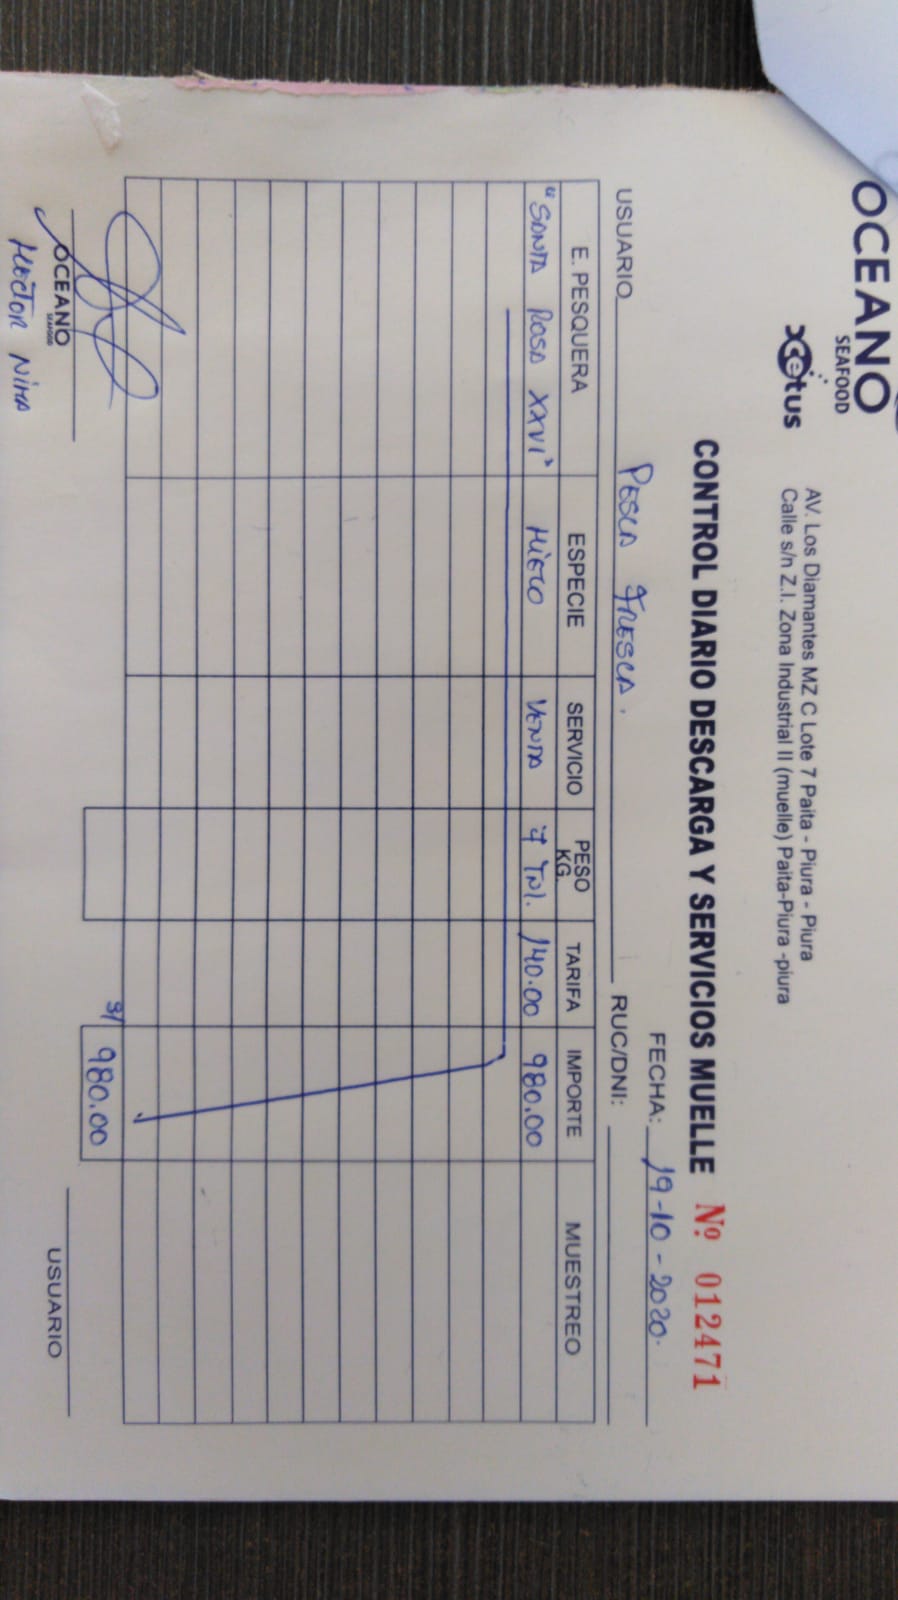 OCEANO
SEAFOOD
cetus
AV. Los Diamantes MZ C Lote 7 Paita - Piura - Piura
Calle s/n Z.I. Zona Industrial II (muelle) Paita-Piura -piura
CONTROL DIARIO DESCARGA Y SERVICIOS MUELLE Nº 012471
FECHA: 19-10-2020.
USUARIO PESCA FRESCA. RUC/DNI:
E. PESQUERA ESPECIE SERVICIO PESO KG. TARIFA IMPORTE MUESTREO
"SANTA ROSA XXVI" HIELO VENTA 7 TNL. 140.00 980.00
S/ 980.00
OCEANO
SEAFOOD
USUARIO
HECTOR NIMA